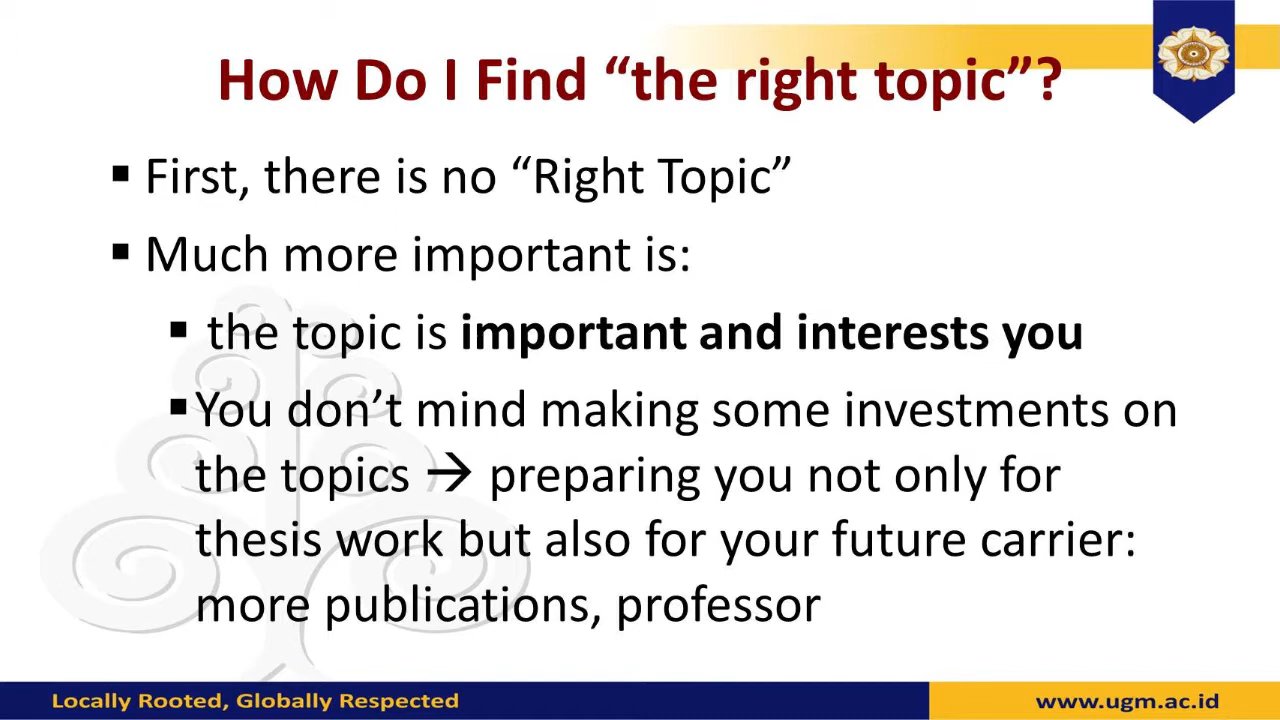 How Do I Find “the right topic”?
▪ First, there is no “Right Topic”
▪ Much more important is:
▪ the topic is important and interests you
▪ You don’t mind making some investments on
the topics → preparing you not only for
thesis work but also for your future carrier:
more publications, professor
Locally Rooted, Globally Respected
www.ugm.ac.id